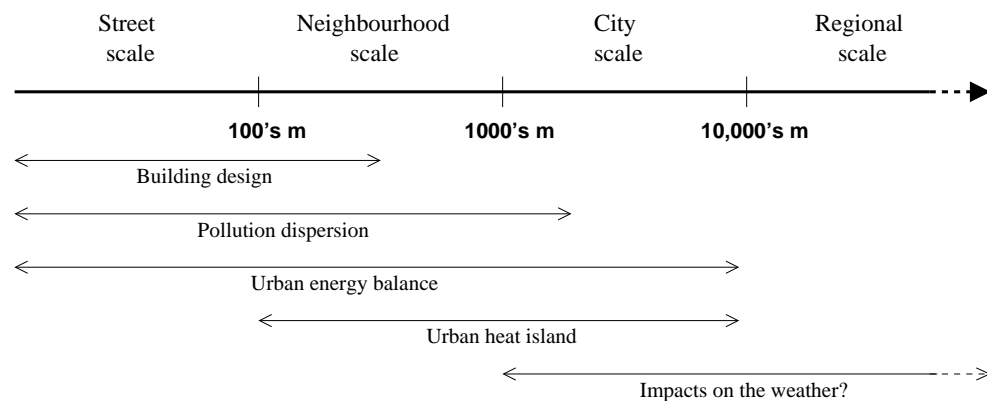 Street
scale
Neighbourhood
scale
City
scale
Regional
scale
100's m
1000's m
10,000's m
Building design
Pollution dispersion
Urban energy balance
Urban heat island
Impacts on the weather?